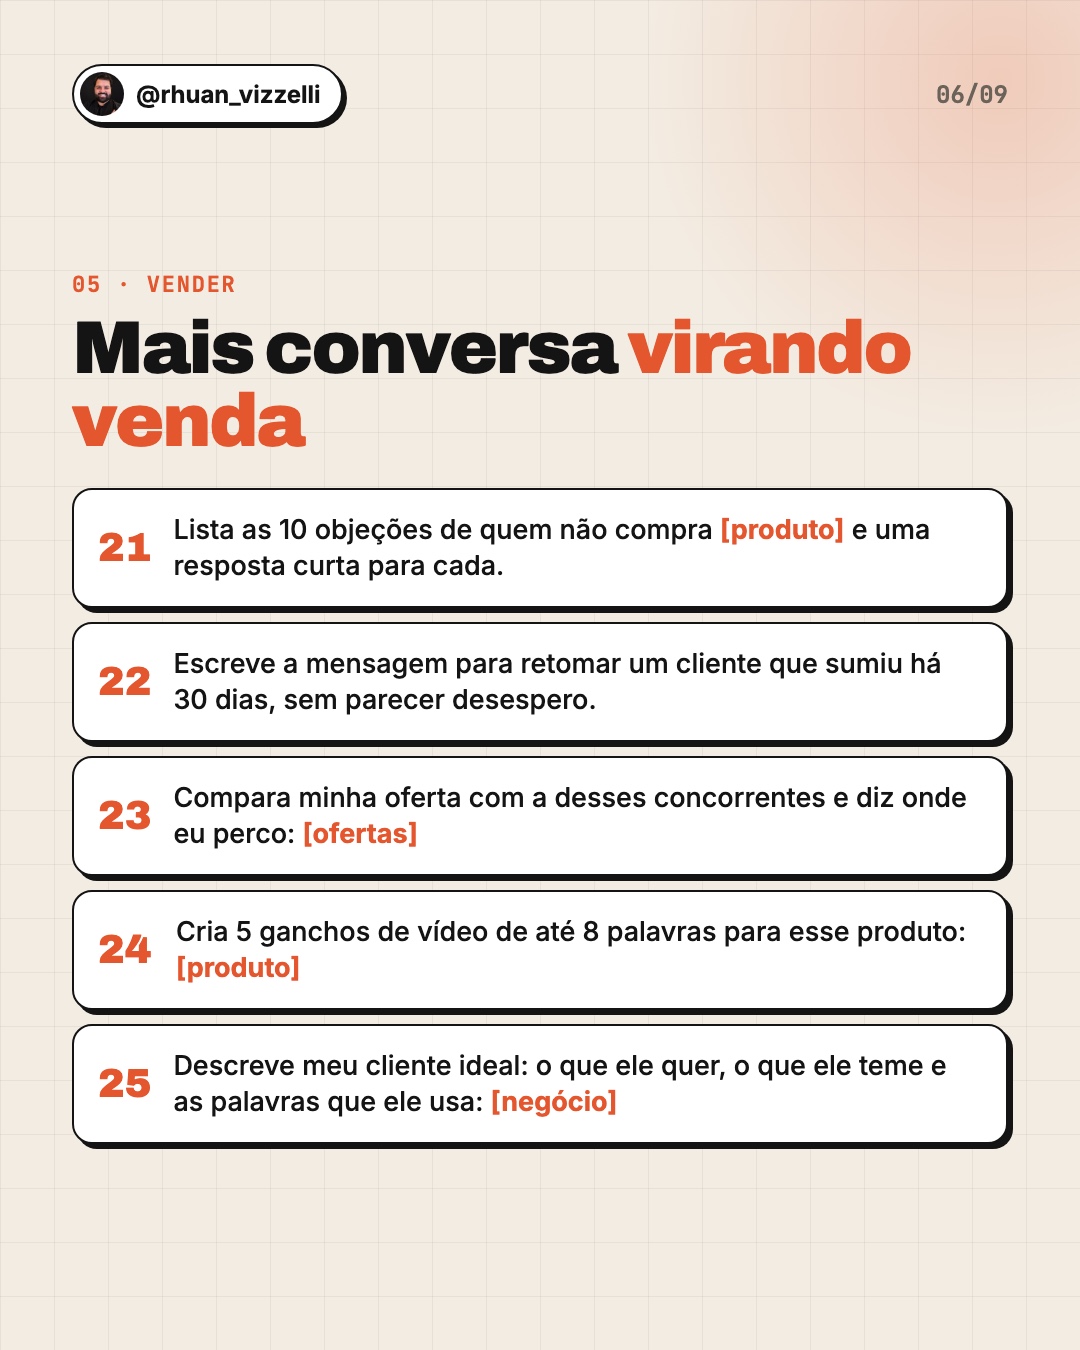 @rhuan_vizzelli
06/09
05 · VENDER
Mais conversa virando
venda
21
Lista as 10 objeções de quem não compra [produto] e uma
resposta curta para cada.
22
Escreve a mensagem para retomar um cliente que sumiu há
30 dias, sem parecer desespero.
23
Compara minha oferta com a desses concorrentes e diz onde
eu perco: [ofertas]
24
Cria 5 ganchos de vídeo de até 8 palavras para esse produto:
[produto]
25
Descreve meu cliente ideal: o que ele quer, o que ele teme e
as palavras que ele usa: [negócio]